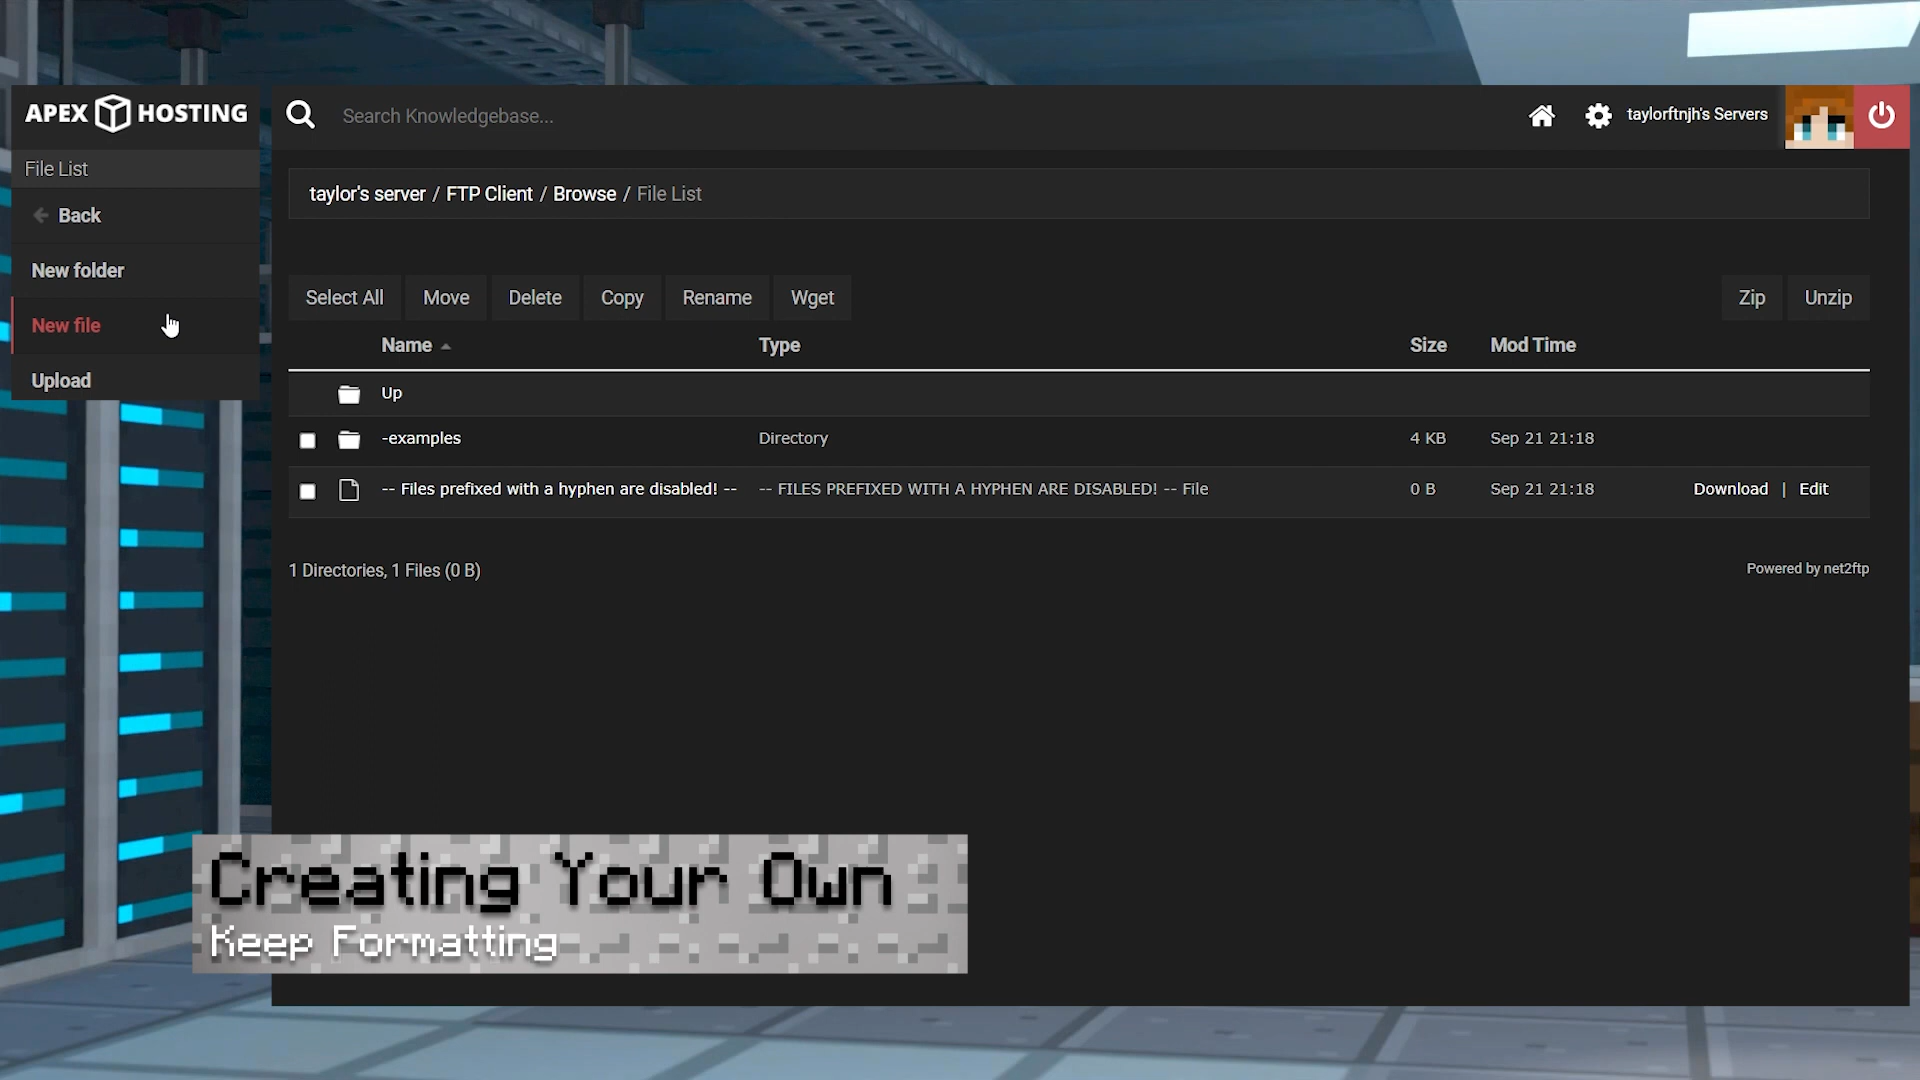 APEX HOSTING
Search Knowledgebase...
taylorftnjh's Servers
File List
Back
New folder
New file
Upload
taylor's server / FTP Client / Browse / File List
Select All Move Delete Copy Rename Wget Zip Unzip
Name Type Size Mod Time
Up
-examples Directory 4 KB Sep 21 21:18
-- Files prefixed with a hyphen are disabled! -- -- FILES PREFIXED WITH A HYPHEN ARE DISABLED! -- File 0 B Sep 21 21:18 Download | Edit
1 Directories, 1 Files (0 B)
Powered by net2ftp
Creating Your Own
Keep Formatting